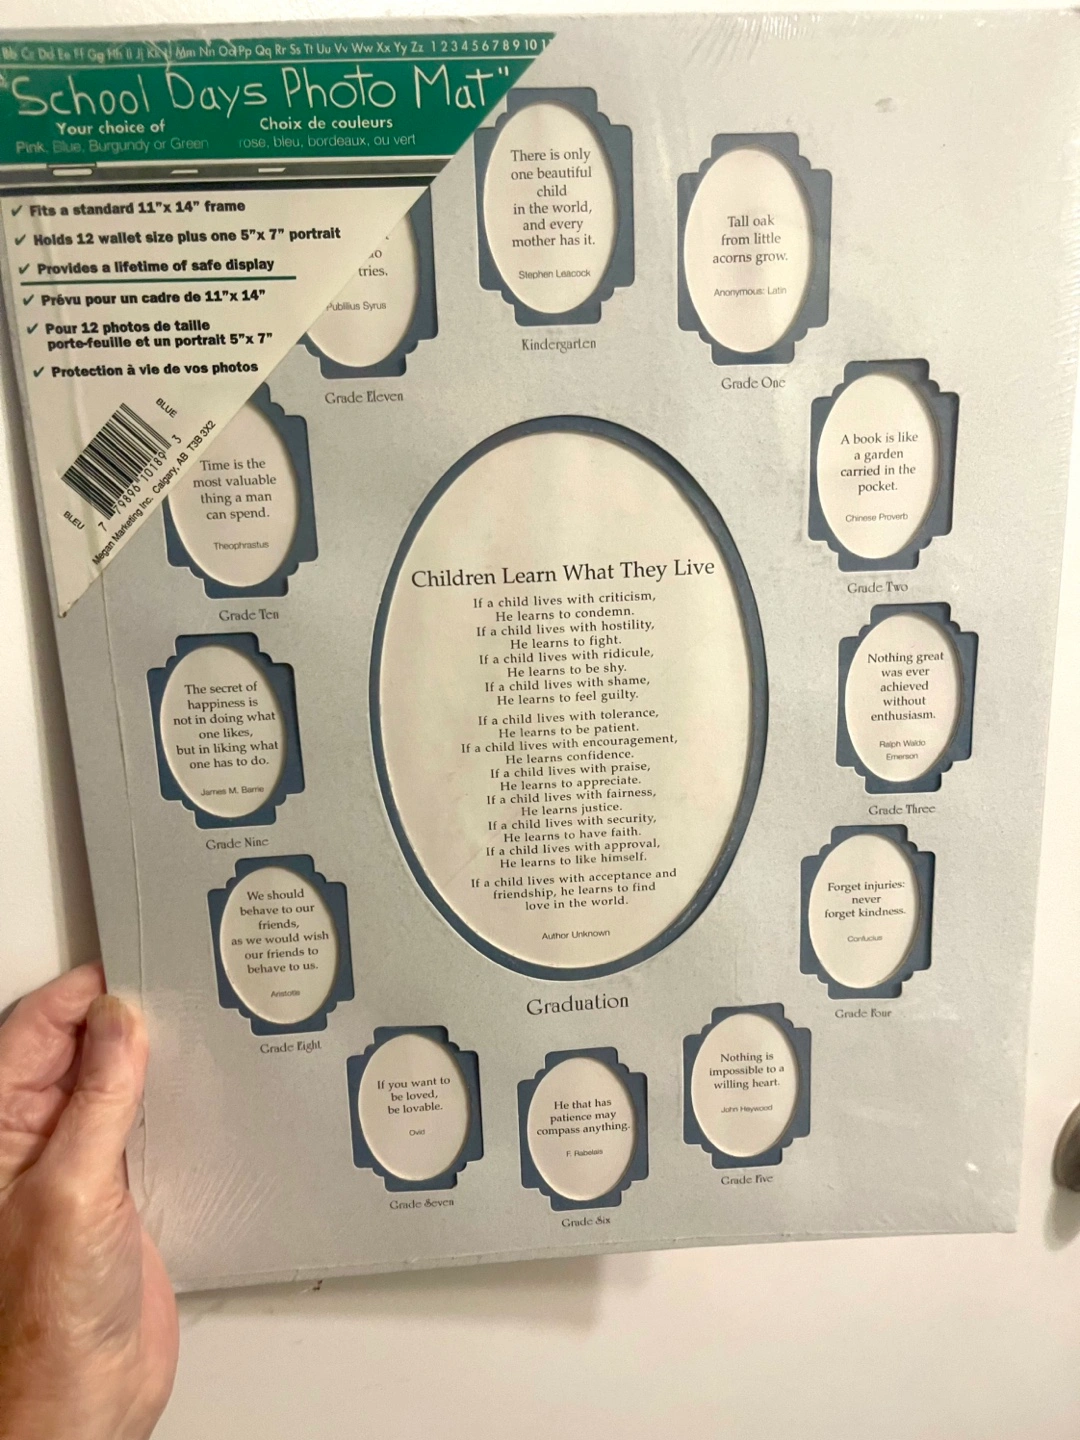 Bb Cc Dd Ee Ff Gg Hh Ii Jj Kk Ll Mm Nn Oo Pp Qq Rr Ss Tt Uu Vv Ww Xx Yy Zz 1 2 3 4 5 6 7 8 9 10
"School Days Photo Mat"
Your choice of
Pink, Blue, Burgundy or Green
Choix de couleurs
rose, bleu, bordeaux, ou vert
✓ Fits a standard 11"x 14" frame
✓ Holds 12 wallet size plus one 5"x 7" portrait
✓ Provides a lifetime of safe display
✓ Prévu pour un cadre de 11"x 14"
✓ Pour 12 photos de taille
porte-feuille et un portrait 5"x 7"
✓ Protection à vie de vos photos
BLUE
BLEU
7 79896 10189 3
Megan Marketing Inc. Calgary, AB T3B 3X2
There is only
one beautiful
child
in the world,
and every
mother has it.
Stephen Leacock
Kindergarten
Tall oak
from little
acorns grow.
Anonymous: Latin
Grade One
A book is like
a garden
carried in the
pocket.
Chinese Proverb
Grade Two
Nothing great
was ever
achieved
without
enthusiasm.
Ralph Waldo
Emerson
Grade Three
Forget injuries:
never
forget kindness.
Confucius
Grade Four
Nothing is
impossible to a
willing heart.
John Heywood
Grade Five
He that has
patience may
compass anything.
F. Rabelais
Grade Six
If you want to
be loved,
be lovable.
Ovid
Grade Seven
We should
behave to our
friends,
as we would wish
our friends to
behave to us.
Aristotle
Grade Eight
The secret of
happiness is
not in doing what
one likes,
but in liking what
one has to do.
James M. Barrie
Grade Nine
Time is the
most valuable
thing a man
can spend.
Theophrastus
Grade Ten
tries.
Publilius Syrus
Grade Eleven
Children Learn What They Live
If a child lives with criticism,
He learns to condemn.
If a child lives with hostility,
He learns to fight.
If a child lives with ridicule,
He learns to be shy.
If a child lives with shame,
He learns to feel guilty.
If a child lives with tolerance,
He learns to be patient.
If a child lives with encouragement,
He learns confidence.
If a child lives with praise,
He learns to appreciate.
If a child lives with fairness,
He learns justice.
If a child lives with security,
He learns to have faith.
If a child lives with approval,
He learns to like himself.
If a child lives with acceptance and
friendship, he learns to find
love in the world.
Author Unknown
Graduation